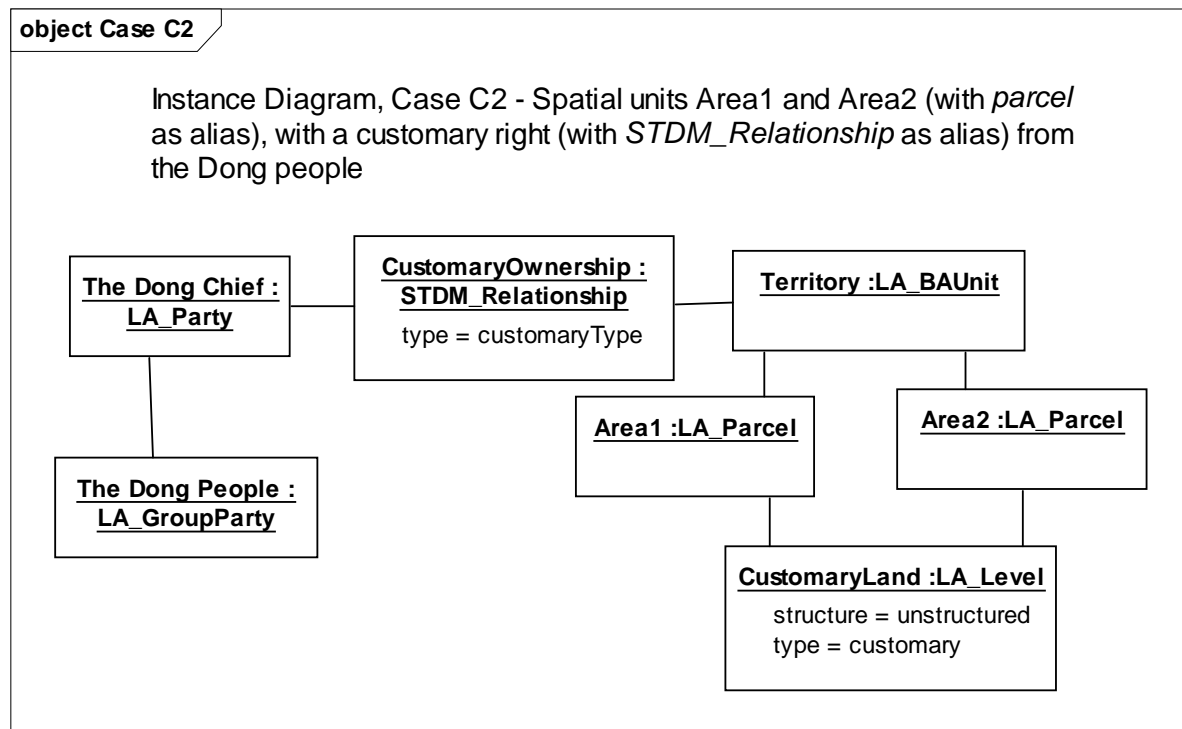 object Case C2
Instance Diagram, Case C2 - Spatial units Area1 and Area2 (with parcel
as alias), with a customary right (with STDM_Relationship as alias) from
the Dong people
The Dong Chief :
LA_Party
CustomaryOwnership :
STDM_Relationship
type = customaryType
Territory :LA_BAUnit
Area1 :LA_Parcel
Area2 :LA_Parcel
The Dong People :
LA_GroupParty
CustomaryLand :LA_Level
structure = unstructured
type = customary